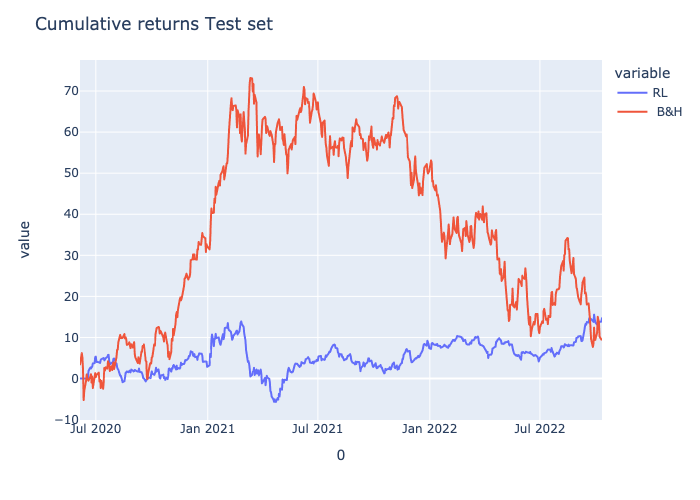 Cumulative returns Test set
variable
RL
B&H
value
70
60
50
40
30
20
10
0
−10
Jul 2020
Jan 2021
Jul 2021
Jan 2022
Jul 2022
0